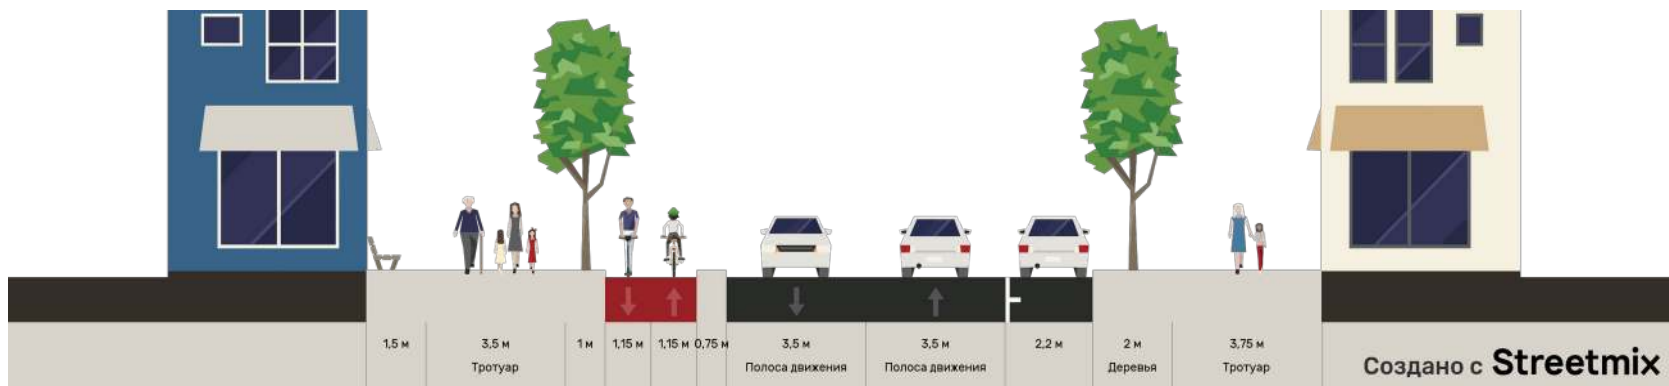 1,5 м 3,5 м 1 м 1,15 м 1,15 м 0,75 м 3,5 м 3,5 м 2,2 м 2 м 3,75 м
Тротуар Полоса движения Полоса движения Деревья Тротуар
Создано с Streetmix